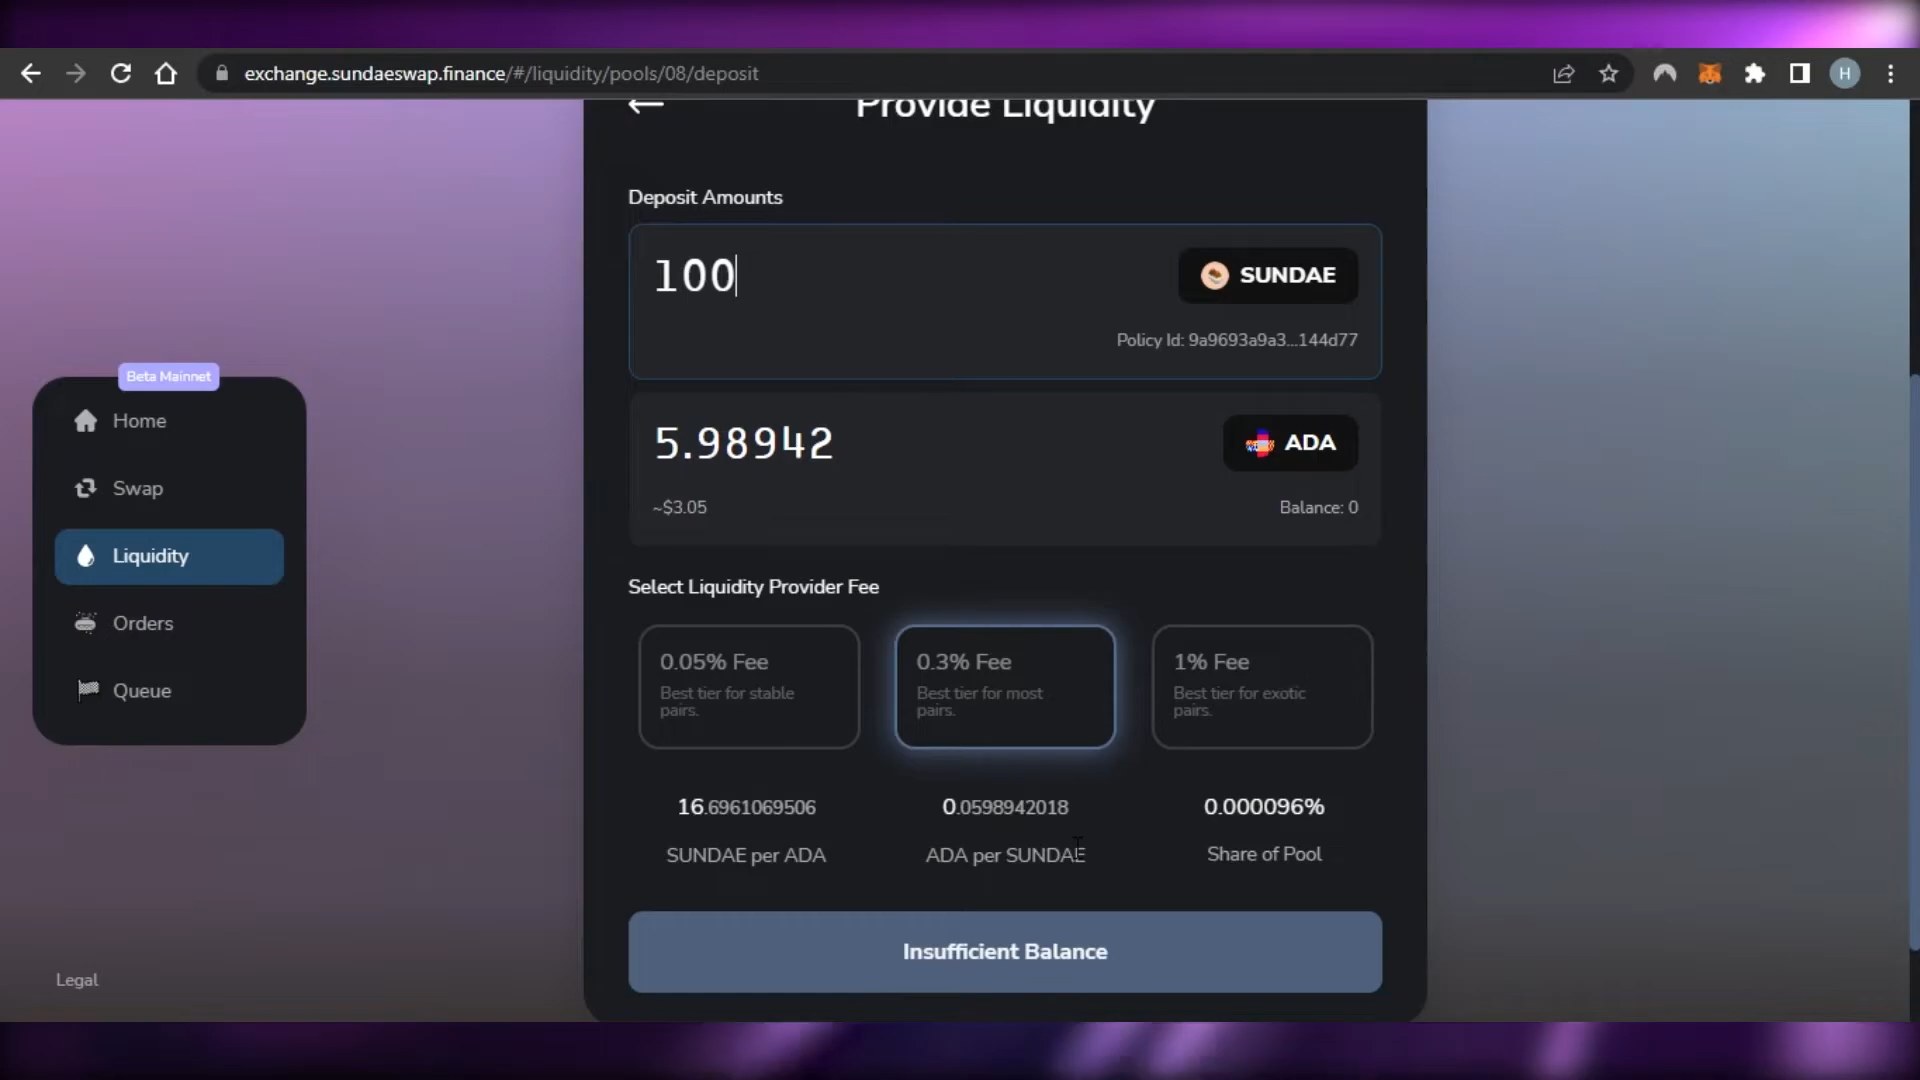 exchange.sundaeswap.finance/#/liquidity/pools/08/deposit
H
Provide Liquidity
Deposit Amounts
100
SUNDAE
Policy Id: 9a9693a9a3...144d77
5.98942
ADA
~$3.05
Balance: 0
Select Liquidity Provider Fee
0.05% Fee
Best tier for stable
pairs.
0.3% Fee
Best tier for most
pairs.
1% Fee
Best tier for exotic
pairs.
16.6961069506
SUNDAE per ADA
0.0598942018
ADA per SUNDAE
0.000096%
Share of Pool
Insufficient Balance
Beta Mainnet
Home
Swap
Liquidity
Orders
Queue
Legal